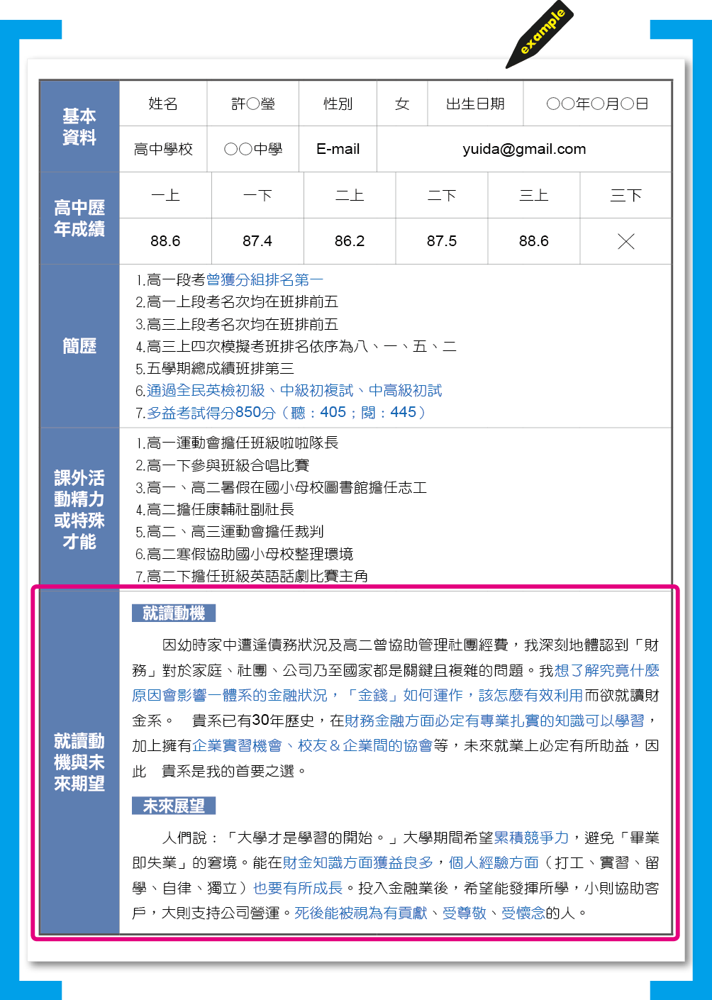 example
基本資料
姓名 許○瑩 性別 女 出生日期 ○○年○月○日
高中學校 ○○中學 E-mail yuida@gmail.com
高中歷年成績
一上 一下 二上 二下 三上 三下
88.6 87.4 86.2 87.5 88.6 ╳
簡歷
1.高一段考曾獲分組排名第一
2.高一上段考名次均在班排前五
3.高三上段考名次均在班排前五
4.高三上四次模擬考班排名依序為八、一、五、二
5.五學期總成績班排第三
6.通過全民英檢初級、中級初複試、中高級初試
7.多益考試得分850分（聽：405；閱：445）
課外活動精力或特殊才能
1.高一運動會擔任班級啦啦隊長
2.高一下參與班級合唱比賽
3.高一、高二暑假在國小母校圖書館擔任志工
4.高二擔任康輔社副社長
5.高二、高三運動會擔任裁判
6.高二寒假協助國小母校整理環境
7.高二下擔任班級英語話劇比賽主角
就讀動機與未來期望
就讀動機
因幼時家中遭逢債務狀況及高二曾協助管理社團經費，我深刻地體認到「財
務」對於家庭、社團、公司乃至國家都是關鍵且複雜的問題。我想了解究竟什麼
原因會影響一體系的金融狀況，「金錢」如何運作，該怎麼有效利用而欲就讀財
金系。　貴系已有30年歷史，在財務金融方面必定有專業扎實的知識可以學習，
加上擁有企業實習機會、校友＆企業間的協會等，未來就業上必定有所助益，因
此　貴系是我的首要之選。
未來展望
人們說：「大學才是學習的開始。」大學期間希望累積競爭力，避免「畢業
即失業」的窘境。能在財金知識方面獲益良多，個人經驗方面（打工、實習、留
學、自律、獨立）也要有所成長。投入金融業後，希望能發揮所學，小則協助客
戶，大則支持公司營運。死後能被視為有貢獻、受尊敬、受懷念的人。